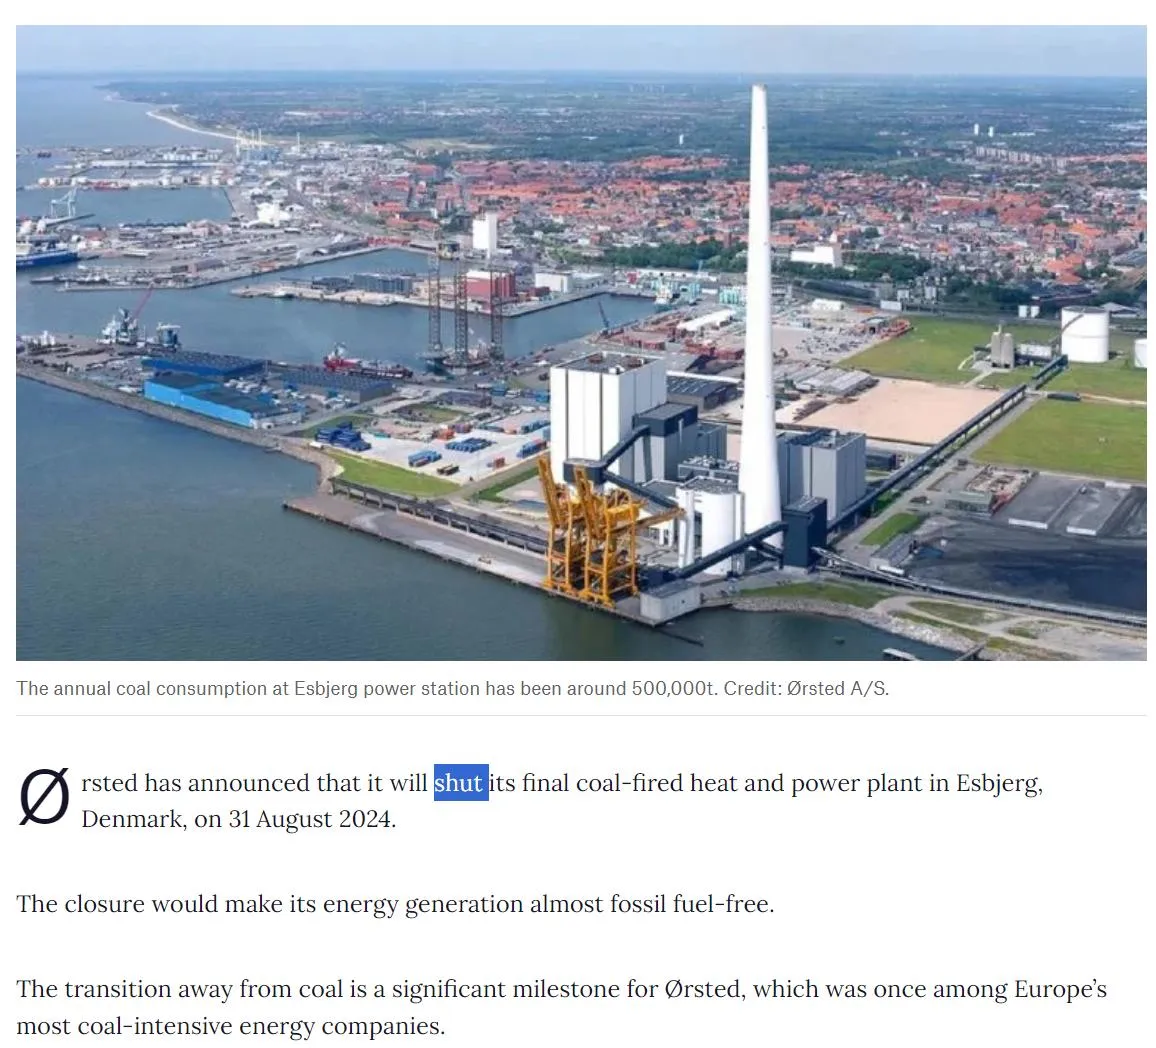 The annual coal consumption at Esbjerg power station has been around 500,000t. Credit: Ørsted A/S.
Ørsted has announced that it will shut its final coal-fired heat and power plant in Esbjerg,
Denmark, on 31 August 2024.
The closure would make its energy generation almost fossil fuel-free.
The transition away from coal is a significant milestone for Ørsted, which was once among Europe’s
most coal-intensive energy companies.